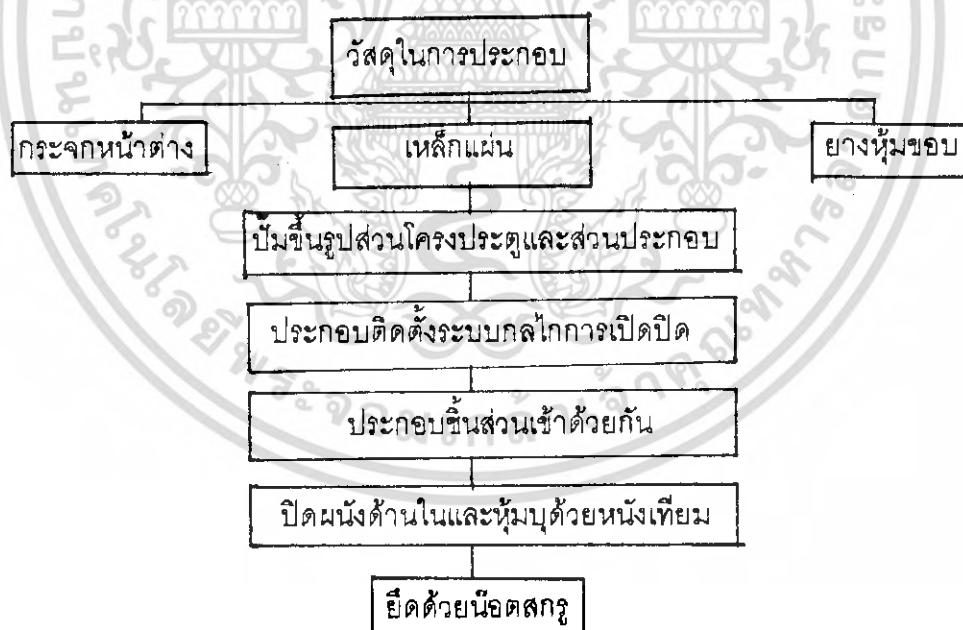 วัสดุในการประกอบ
กระจกหน้าต่าง
เหล็กแผ่น
ยางหุ้มขอบ
ปั้มขึ้นรูปส่วนโครงประตูและส่วนประกอบ
ประกอบติดตั้งระบบกลไกการเปิดปิด
ประกอบชิ้นส่วนเข้าด้วยกัน
ปิดผนังด้านในและหุ้มบุด้วยหนังเทียม
ยึดด้วยน๊อตสกรู